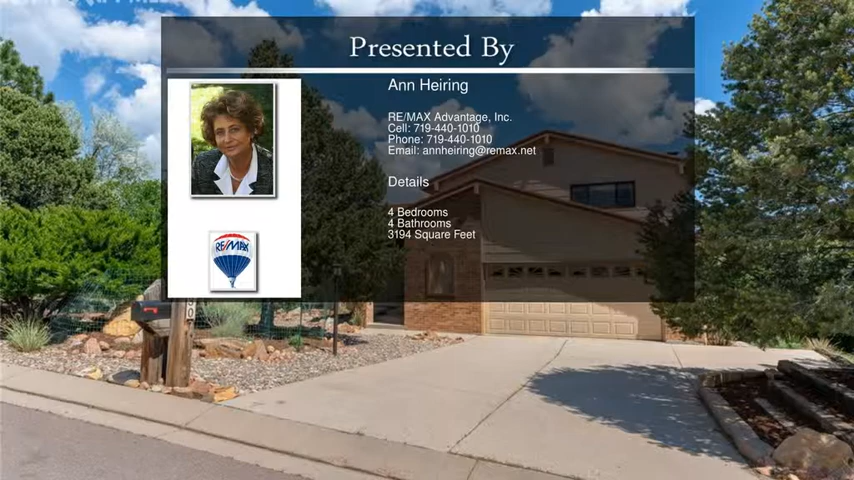 Presented By
Ann Heiring
RE/MAX Advantage, Inc.
Cell: 719-440-1010
Phone: 719-440-1010
Email: annheiring@remax.net
Details
4 Bedrooms
4 Bathrooms
3194 Square Feet
RE/MAX